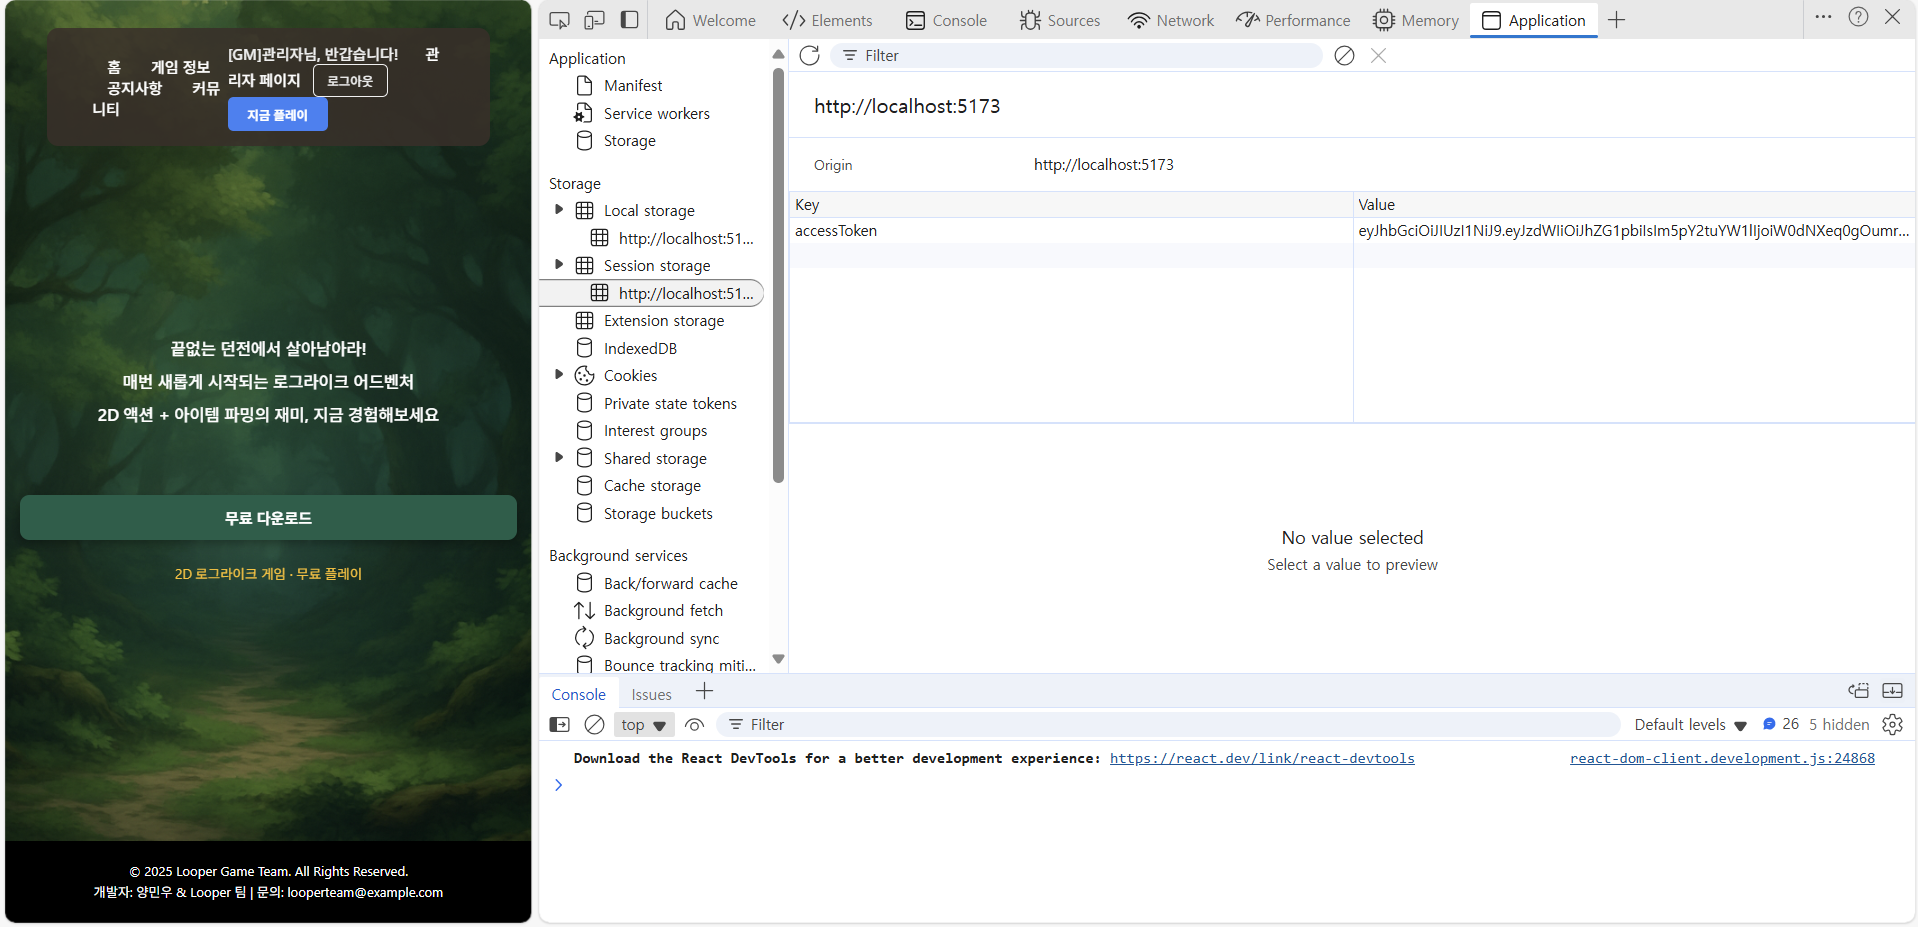 홈 게임 정보
공지사항 커뮤
니티
[GM]관리자님, 반갑습니다! 관
리자 페이지 로그아웃
지금 플레이
끝없는 던전에서 살아남아라!
매번 새롭게 시작되는 로그라이크 어드벤처
2D 액션 + 아이템 파밍의 재미, 지금 경험해보세요
무료 다운로드
2D 로그라이크 게임 · 무료 플레이
© 2025 Looper Game Team. All Rights Reserved.
개발자: 양민우 & Looper 팀 | 문의: looperteam@example.com
Welcome Elements Console Sources Network Performance Memory Application
Application
Manifest
Service workers
Storage
Storage
Local storage
http://localhost:51...
Session storage
http://localhost:51...
Extension storage
IndexedDB
Cookies
Private state tokens
Interest groups
Shared storage
Cache storage
Storage buckets
Background services
Back/forward cache
Background fetch
Background sync
Bounce tracking miti...
Filter
http://localhost:5173
Origin http://localhost:5173
Key Value
accessToken eyJhbGciOiJIUzI1NiJ9.eyJzdWIiOiJhZG1pbiIsIm5pY2tuYW1lIjoiW0dNXeq0gOumr...
No value selected
Select a value to preview
Console Issues
top Filter Default levels 26 5 hidden
Download the React DevTools for a better development experience: https://react.dev/link/react-devtools react-dom-client.development.js:24868